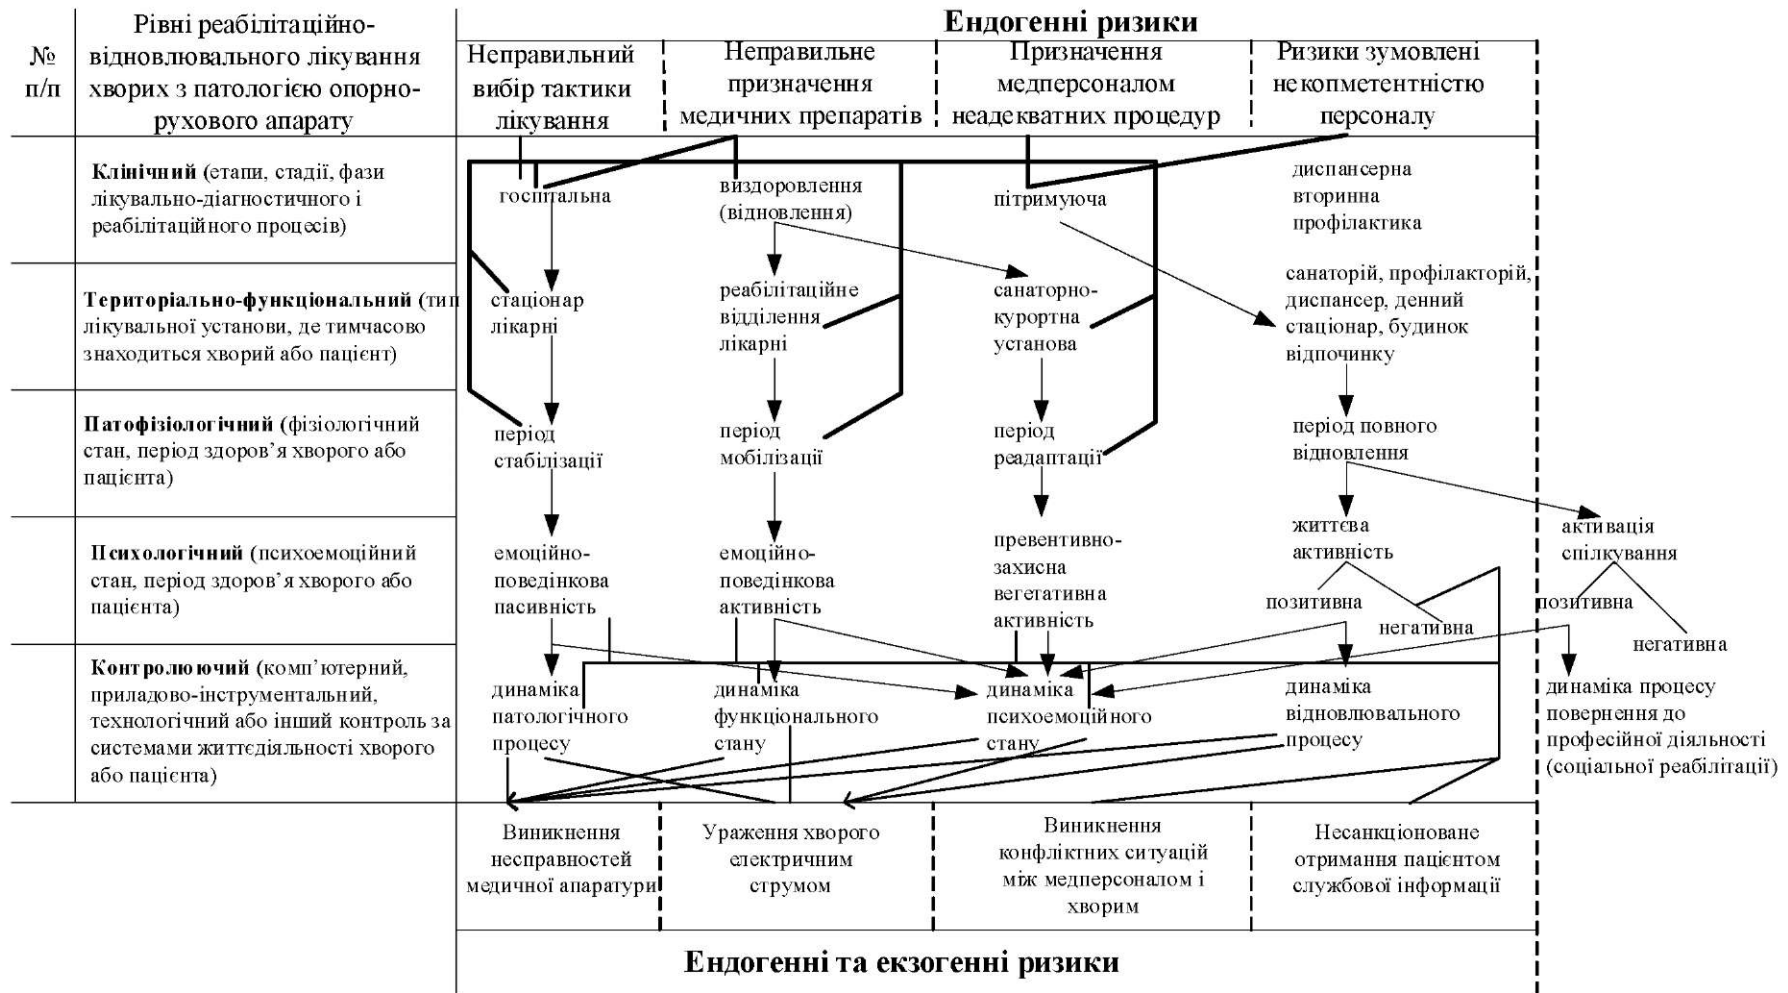 №
п/п
Рівні реабілітаційно-
відновлювального лікування
хворих з патологією опорно-
рухового апарату
Ендогенні ризики
Неправильний
вибір тактики
лікування
Неправильне
призначення
медичних препаратів
Призначення
медперсоналом
неадекватних процедур
Ризики зумовлені
некопметентністю
персоналу
Клінічний (етапи, стадії, фази
лікувально-діагностичного і
реабілітаційного процесів)
госпітальна
виздоровлення
(відновлення)
пітримуюча
диспансерна
вторинна
профілактика
Територіально-функціональний (тип
лікувальної установи, де тимчасово
знаходиться хворий або пацієнт)
стаціонар
лікарні
реабілітаційне
відділення
лікарні
санаторно-
курортна
установа
санаторій, профілакторій,
диспансер, денний
стаціонар, будинок
відпочинку
Патофізіологічний (фізіологічний
стан, період здоров’я хворого або
пацієнта)
період
стабілізації
період
мобілізації
період
реадаптації
період повного
відновлення
Психологічний (психоемоційний
стан, період здоров’я хворого або
пацієнта)
емоційно-
поведінкова
пасивність
емоційно-
поведінкова
активність
превентивно-
захисна
вегетативна
активність
життєва
активність
позитивна
негативна
активація
спілкування
позитивна
негативна
Контролюючий (комп’ютерний,
приладово-інструментальний,
технологічний або інший контроль за
системами життєдіяльності хворого
або пацієнта)
динаміка
патологічного
процесу
динаміка
функціонального
стану
динаміка
психоемоційного
стану
динаміка
відновлювального
процесу
динаміка процесу
повернення до
професійної діяльності
(соціальної реабілітації)
Виникнення
несправностей
медичної апаратури
Ураження хворого
електричним
струмом
Виникнення
конфліктних ситуацій
між медперсоналом і
хворим
Несанкціоноване
отримання пацієнтом
службової інформації
Ендогенні та екзогенні ризики